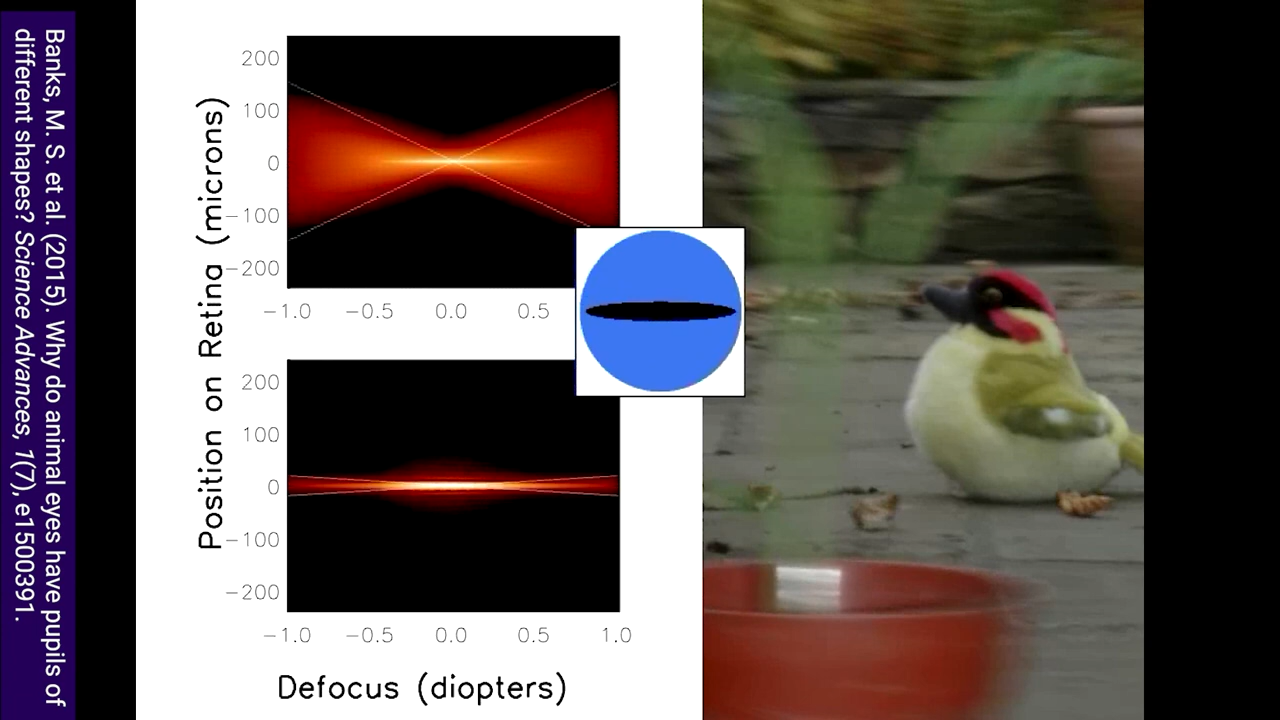 Banks, M. S. et al. (2015). Why do animal eyes have pupils of
different shapes? Science Advances, 1(7), e1500391.
Position on Retina (microns)
200
100
0
−100
−200
−1.0 −0.5 0.0 0.5
200
100
0
−100
−200
−1.0 −0.5 0.0 0.5 1.0
Defocus (diopters)